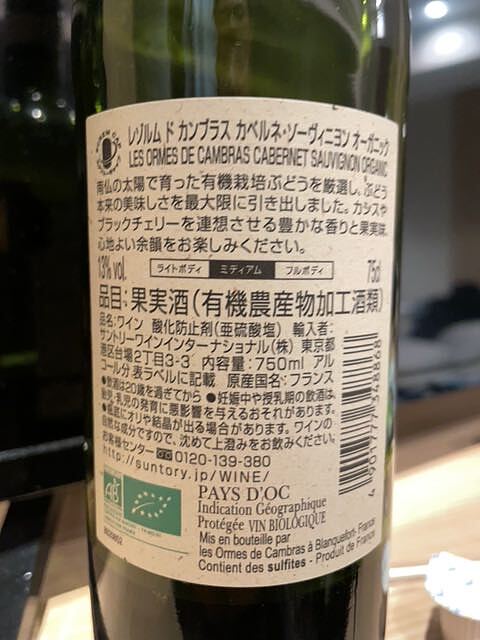 レゾルム ド カンブラス カベルネ・ソーヴィニヨン オーガニック
LES ORMES DE CAMBRAS CABERNET SAUVIGNON ORGANIC
南仏の太陽で育った有機栽培ぶどうを厳選し、ぶどう
本来の美味しさを最大限に引き出しました。カシスや
ブラックチェリーを連想させる豊かな香りと果実味、
心地よい余韻をお楽しみください。
13% vol.
ライトボディ ミディアム フルボディ
75cl
品目:果実酒(有機農産物加工酒類)
品名:ワイン 酸化防止剤(亜硫酸塩) 輸入者:
サントリーワインインターナショナル(株) 東京都
港区台場2丁目3-3 内容量:750ml アル
コール分:表ラベルに記載 原産国名:フランス
●飲酒は20歳を過ぎてから ●妊娠中や授乳期の飲酒は、
胎児・乳児の発育に悪影響を与えるおそれがあります。
●瓶底にオリや結晶が出る場合があります。ワインの
自然な成分ですので、沈めて上澄みをお飲みください。
お客様センター 0120-139-380
http://suntory.jp/WINE/
4 901777 348868
AB
PAYS D'OC
Indication Géographique
Protégée VIN BIOLOGIQUE
Mis en bouteille par
les Ormes de Cambras à Blanquefort- France
Contient des sulfites - Produit de France